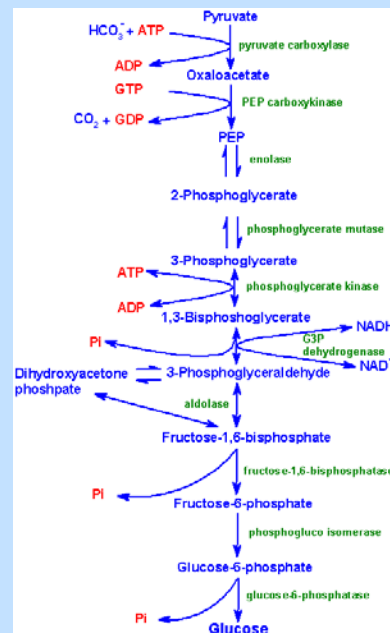 Pyruvate
HCO3- + ATP
pyruvate carboxylase
ADP
Oxaloacetate
GTP
PEP carboxykinase
CO2 + GDP
PEP
enolase
2-Phosphoglycerate
phosphoglycerate mutase
3-Phosphoglycerate
ATP
phosphoglycerate kinase
ADP
1,3-Bisphoshoglycerate
NADH
Pi
G3P
dehydrogenase
NAD+
Dihydroxyacetone
phoshpate
3-Phosphoglyceraldehyde
aldolase
Fructose-1,6-bisphosphate
fructose-1,6-bisphosphatase
Pi
Fructose-6-phosphate
phosphogluco isomerase
Glucose-6-phosphate
glucose-6-phosphatase
Pi
Glucose